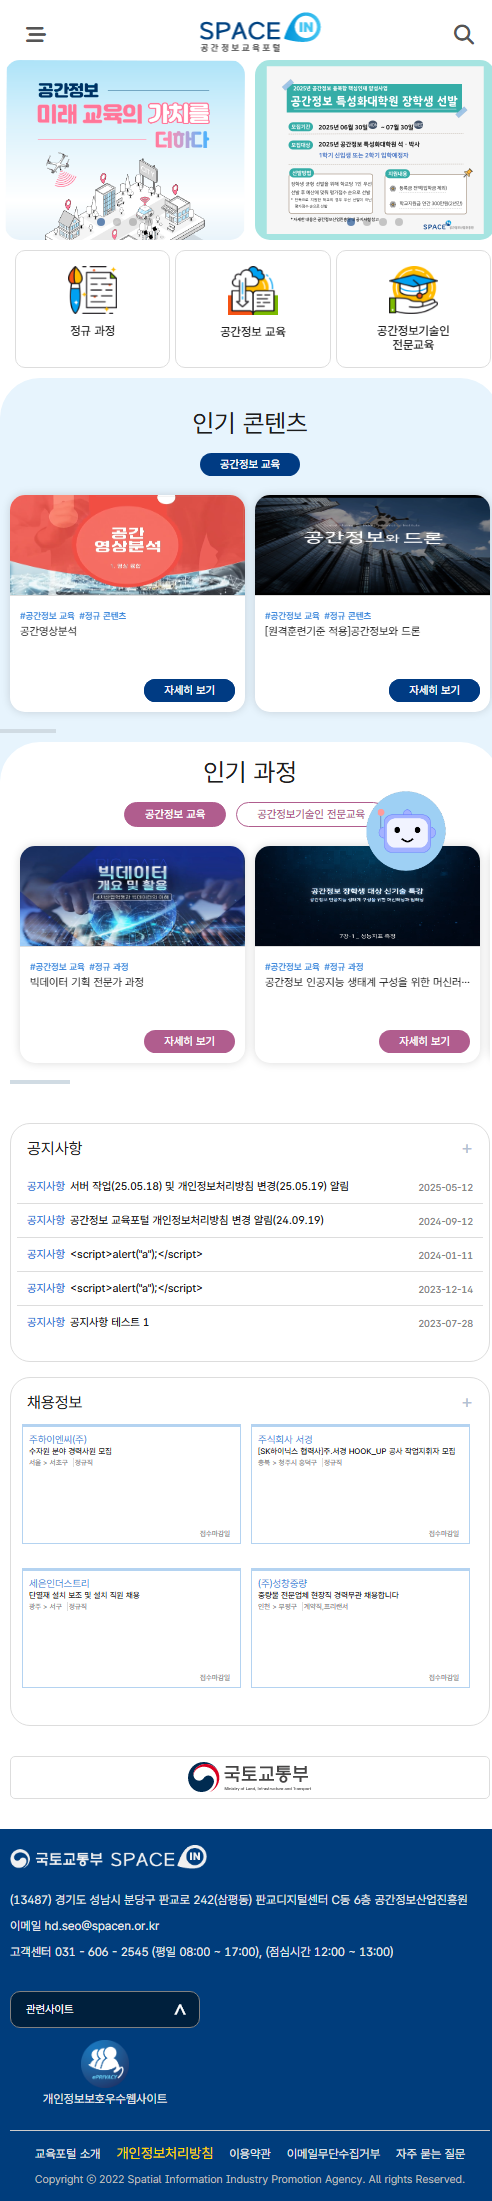 SPACE IN
공간정보교육포털
공간정보
미래 교육의 가치를
더하다
2025년 공간정보 융복합 핵심인재 양성사업
공간정보 특성화대학원 장학생 선발
모집기간 2025년 06월 30일 ~ 07월 30일
모집대상 2025년 공간정보 특성화대학원 석·박사
1학기 신입생 또는 2학기 입학예정자
선발방법
지원내용
SPACE IN
정규 과정
공간정보 교육
공간정보기술인
전문교육
인기 콘텐츠
공간정보 교육
공간
영상분석
공간정보와 드론
#공간정보 교육 #정규 콘텐츠
공간영상분석
자세히 보기
#공간정보 교육 #정규 콘텐츠
[원격훈련기준 적용]공간정보와 드론
자세히 보기
인기 과정
공간정보 교육
공간정보기술인 전문교육
빅데이터
개요 및 활용
공간정보 장학생 대상 신기술 특강
공간정보 인공지능 생태계 구성을 위한 머신러닝과 딥러닝
#공간정보 교육 #정규 과정
빅데이터 기획 전문가 과정
자세히 보기
#공간정보 교육 #정규 과정
공간정보 인공지능 생태계 구성을 위한 머신러…
자세히 보기
공지사항 +
공지사항 서버 작업(25.05.18) 및 개인정보처리방침 변경(25.05.19) 알림 2025-05-12
공지사항 공간정보 교육포털 개인정보처리방침 변경 알림(24.09.19) 2024-09-12
공지사항 <script>alert("a");</script> 2024-01-11
공지사항 <script>alert("a");</script> 2023-12-14
공지사항 공지사항 테스트 1 2023-07-28
채용정보 +
주하이앤씨(주)
수자원 분야 경력사원 모집
서울 > 서초구 | 정규직
접수마감일
주식회사 서경
[SK하이닉스 협력사]주.서경 HOOK_UP 공사 작업지휘자 모집
충북 > 청주시 흥덕구 | 정규직
접수마감일
세운인더스트리
단열재 설치 보조 및 설치 직원 채용
광주 > 서구 | 정규직
접수마감일
(주)성창중량
중량물 전문업체 현장직 경력무관 채용합니다
인천 > 부평구 | 계약직,프리랜서
접수마감일
국토교통부
Ministry of Land, Infrastructure and Transport
국토교통부 SPACE IN
(13487) 경기도 성남시 분당구 판교로 242(삼평동) 판교디지털센터 C동 6층 공간정보산업진흥원
이메일 hd.seo@spacen.or.kr
고객센터 031 - 606 - 2545 (평일 08:00 ~ 17:00), (점심시간 12:00 ~ 13:00)
관련사이트
ePRIVACY
개인정보보호우수웹사이트
교육포털 소개 개인정보처리방침 이용약관 이메일무단수집거부 자주 묻는 질문
Copyright ⓒ 2022 Spatial Information Industry Promotion Agency. All rights Reserved.